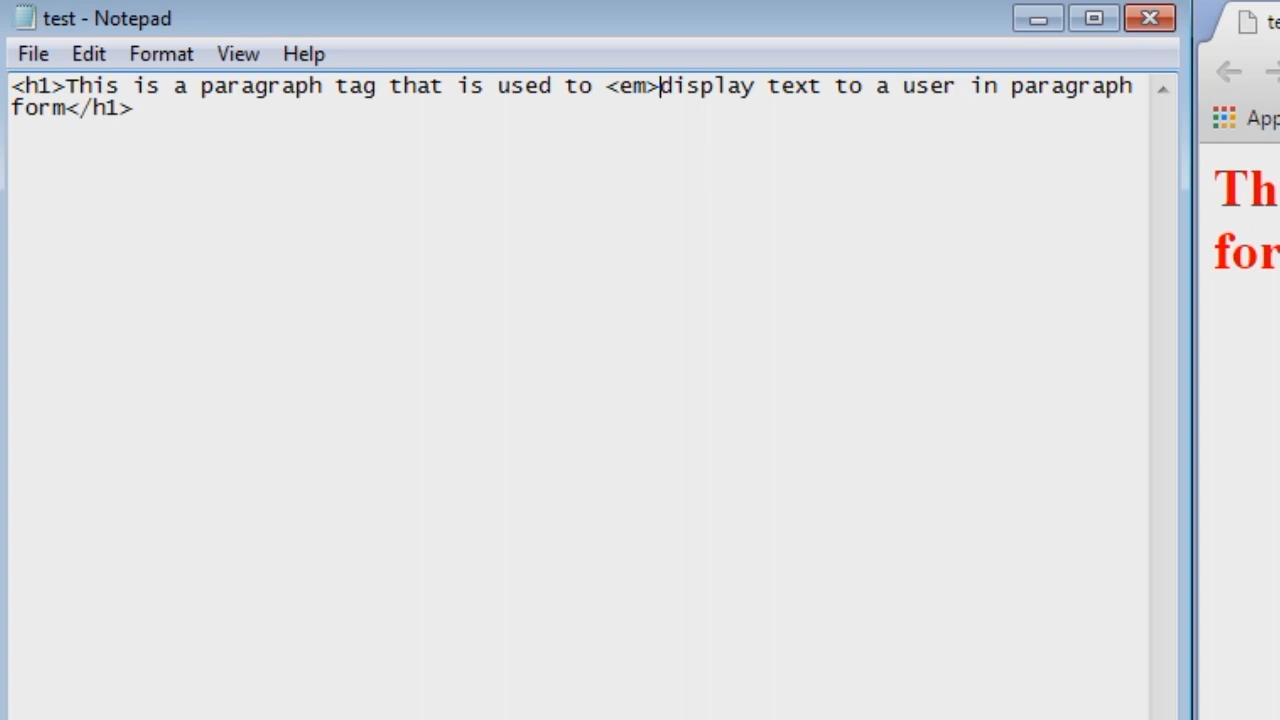 test - Notepad
File Edit Format View Help
<h1>This is a paragraph tag that is used to <em>display text to a user in paragraph
form</h1>
te
App
Th
for